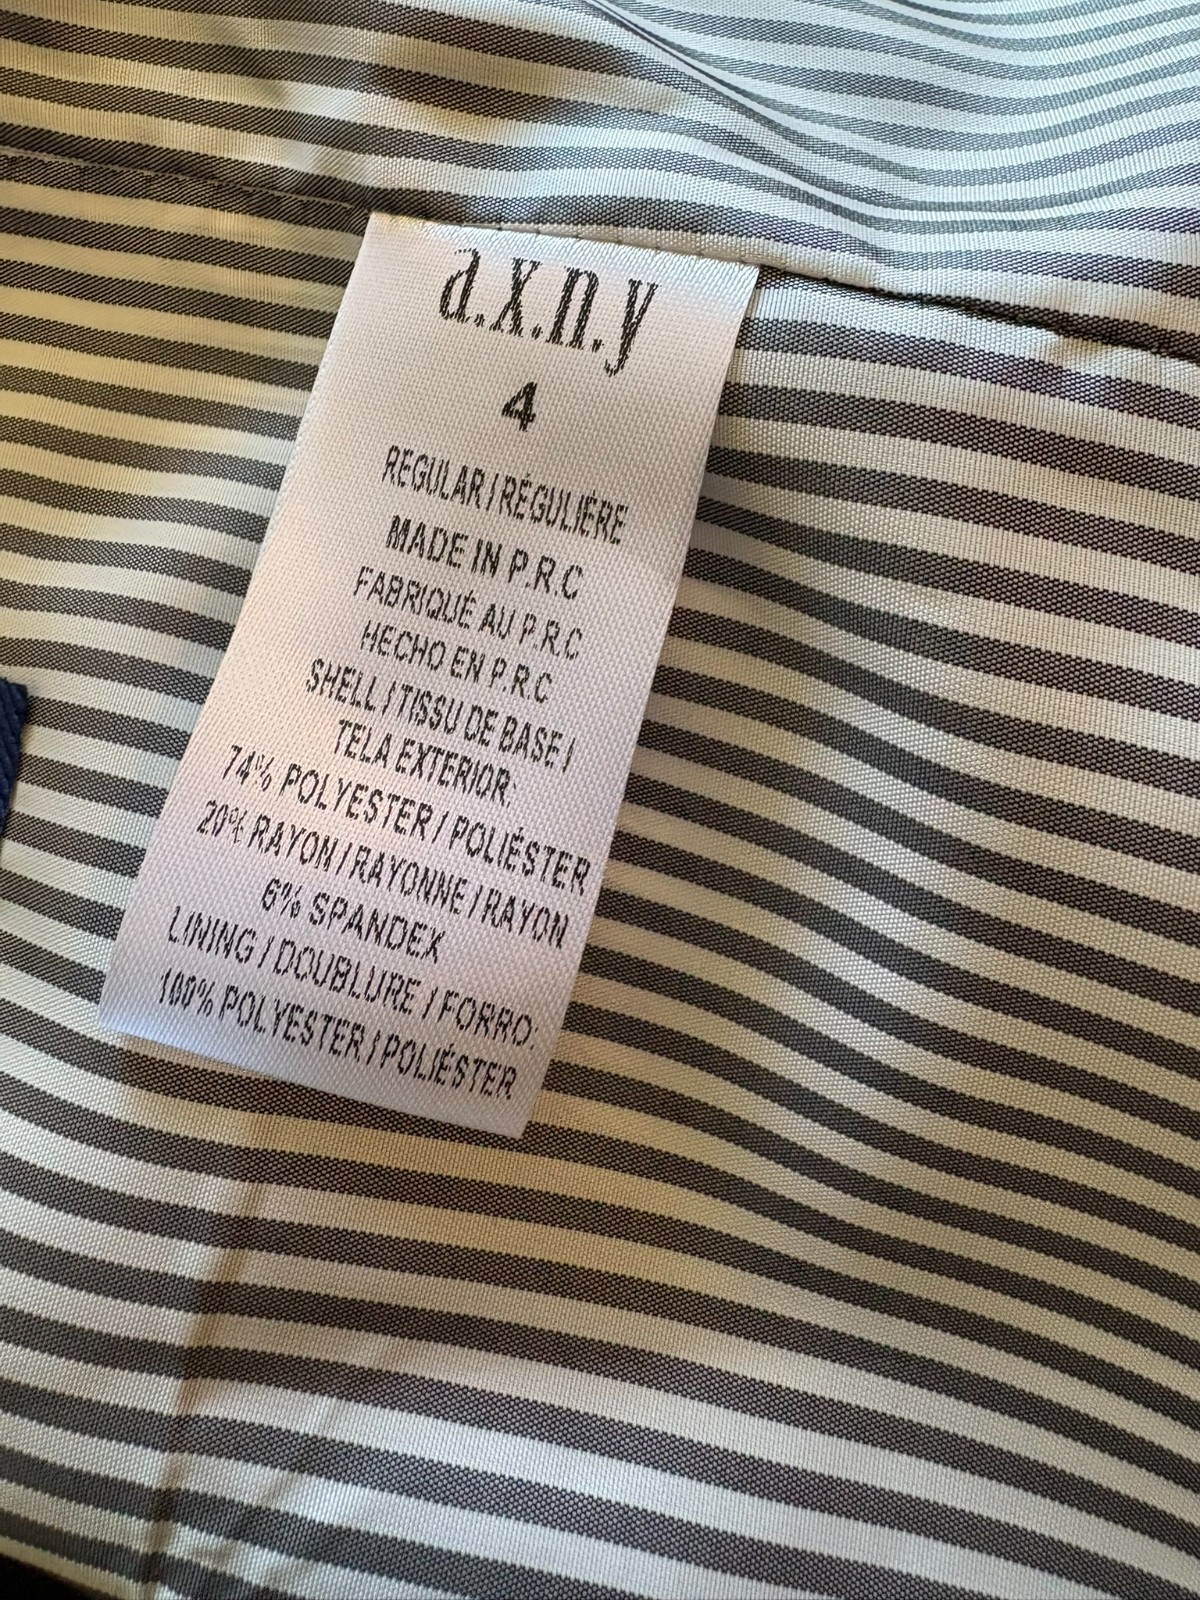 a.x.n.y
4
REGULAR / RÉGULIÈRE
MADE IN P.R.C
FABRIQUÉ AU P.R.C
HECHO EN P.R.C
SHELL / TISSU DE BASE /
TELA EXTERIOR:
74% POLYESTER / POLIÉSTER
20% RAYON / RAYONNE / RAYON
6% SPANDEX
LINING / DOUBLURE / FORRO:
100% POLYESTER / POLIÉSTER